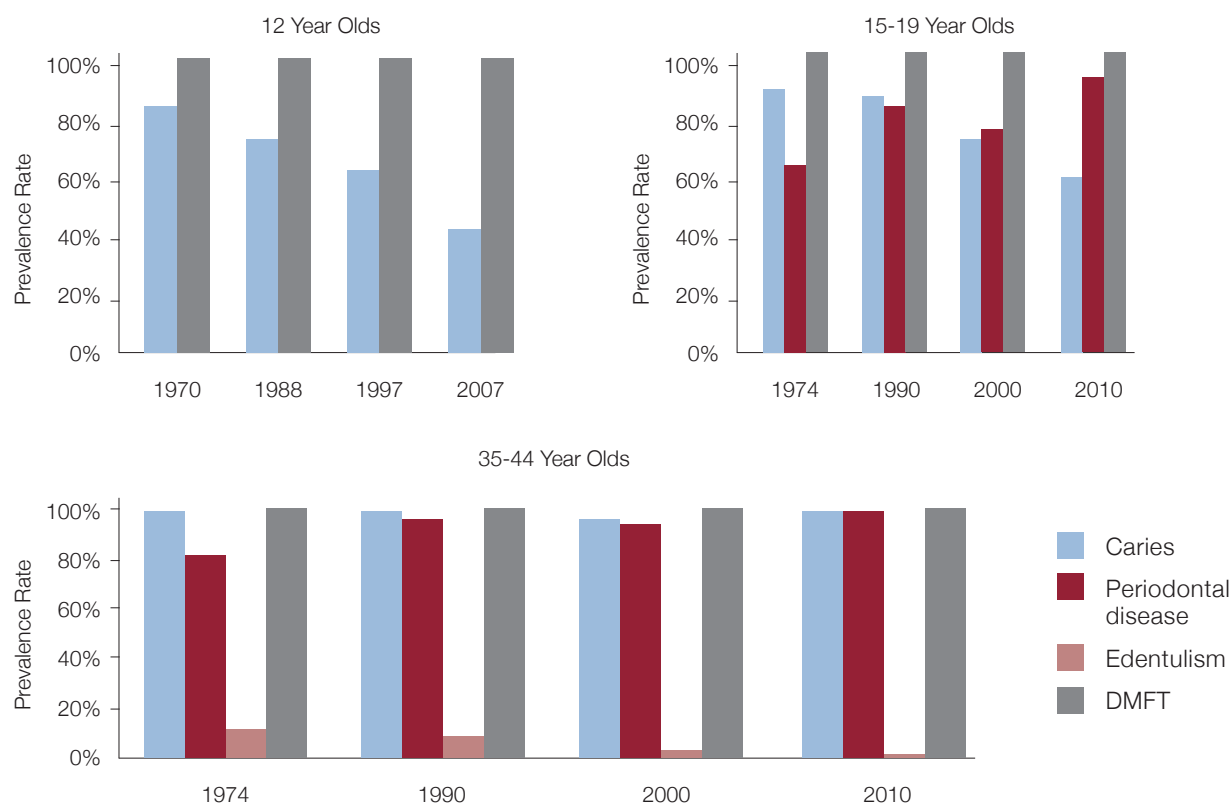 12 Year Olds
Prevalence Rate
100%
80%
60%
40%
20%
0%
1970 1988 1997 2007
15-19 Year Olds
Prevalence Rate
100%
80%
60%
40%
20%
0%
1974 1990 2000 2010
35-44 Year Olds
Prevalence Rate
100%
80%
60%
40%
20%
0%
1974 1990 2000 2010
Caries
Periodontal
disease
Edentulism
DMFT